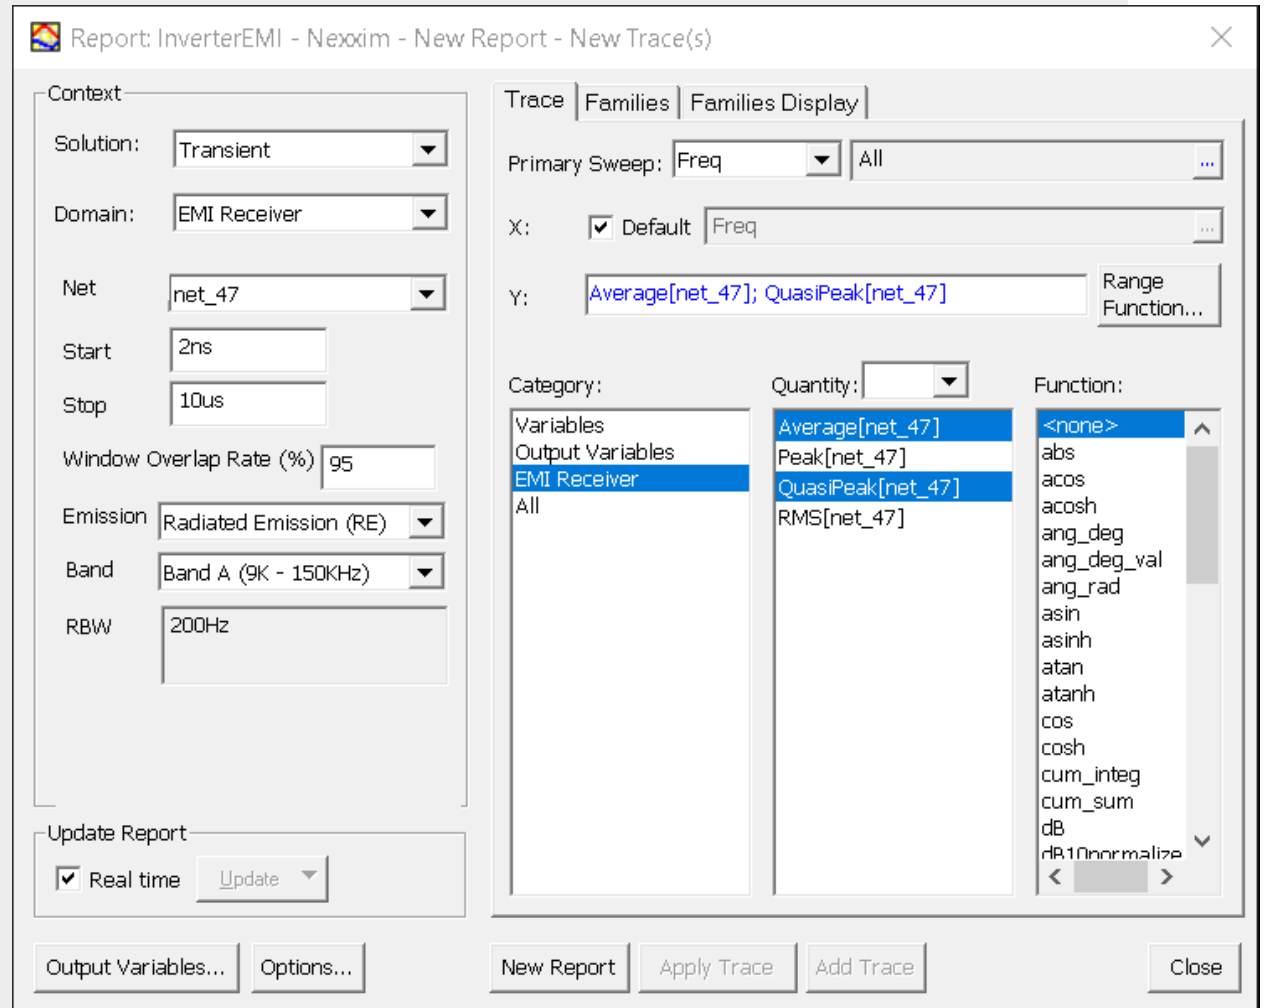 Report: InverterEMI - Nexxim - New Report - New Trace(s)
Context
Solution:
Transient
Domain:
EMI Receiver
Net
net_47
Start
2ns
Stop
10us
Window Overlap Rate (%)
95
Emission
Radiated Emission (RE)
Band
Band A (9K - 150KHz)
RBW
200Hz
Update Report
Real time
Update
Output Variables...
Options...
Trace
Families
Families Display
Primary Sweep:
Freq
All
...
X:
Default
Freq
...
Y:
Average[net_47]; QuasiPeak[net_47]
Range
Function...
Category:
Variables
Output Variables
EMI Receiver
All
Quantity:
Average[net_47]
Peak[net_47]
QuasiPeak[net_47]
RMS[net_47]
Function:
<none>
abs
acos
acosh
ang_deg
ang_deg_val
ang_rad
asin
asinh
atan
atanh
cos
cosh
cum_integ
cum_sum
dB
dB10normalize
New Report
Apply Trace
Add Trace
Close